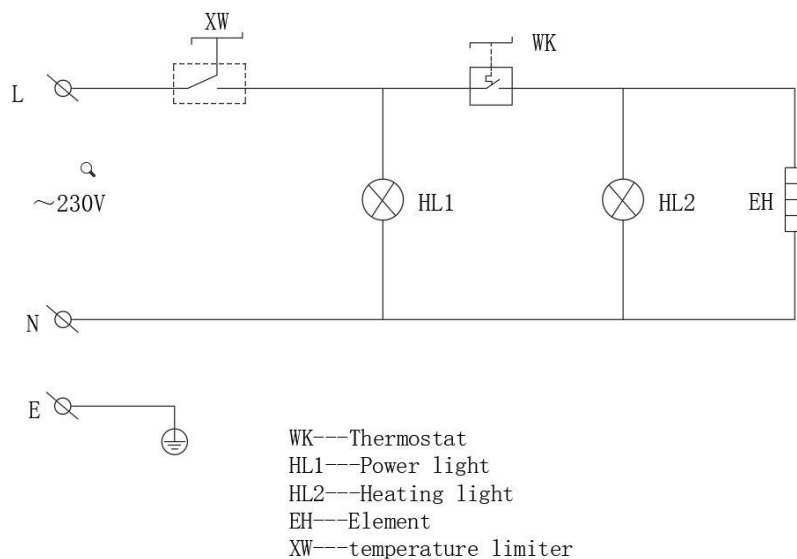 XW
WK
L
～230V
HL1
HL2
EH
N
E
WK---Thermostat
HL1---Power light
HL2---Heating light
EH---Element
XW---temperature limiter